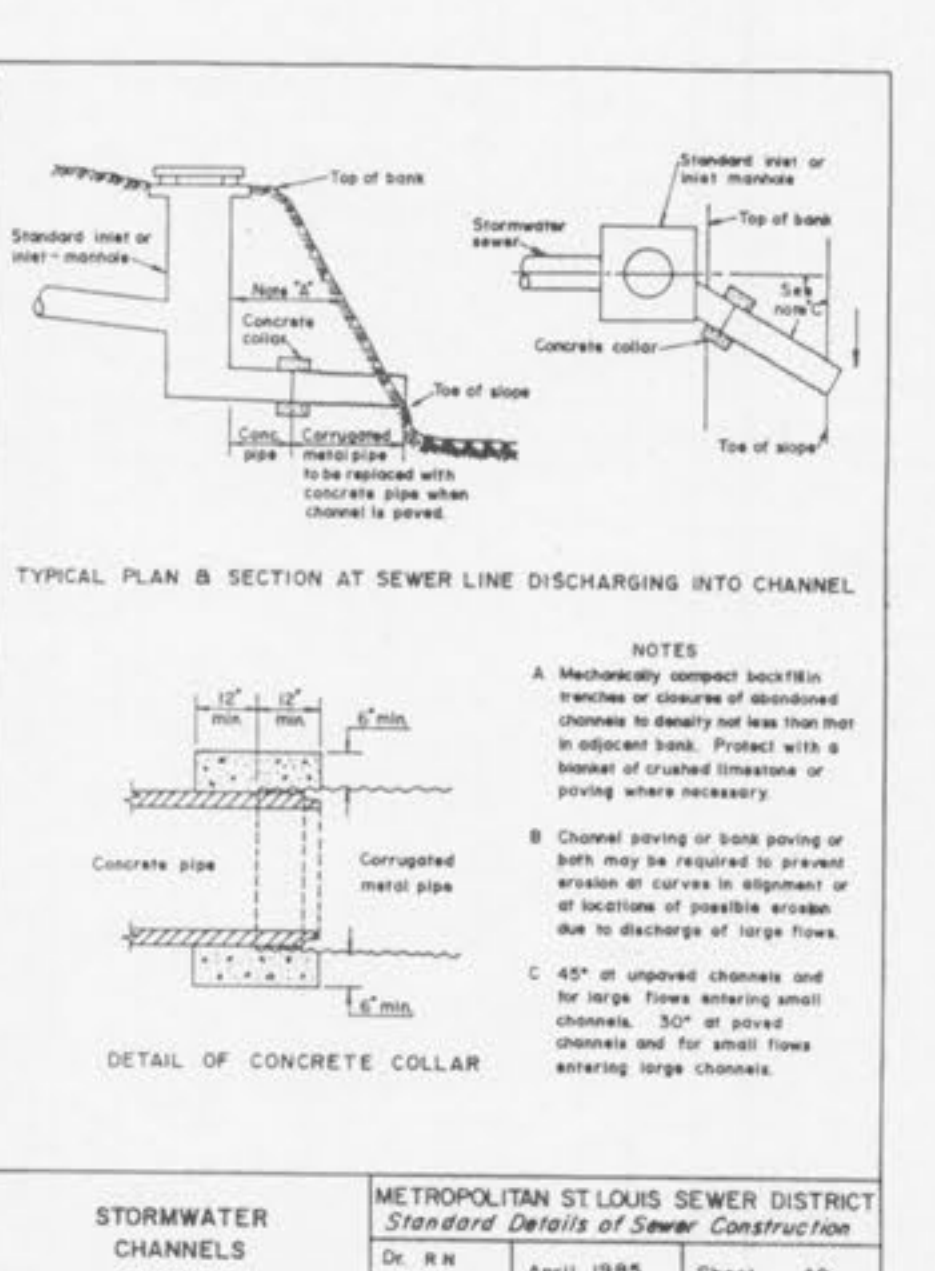 Top of bank
Standard inlet or
inlet-manhole
Note "A"
Concrete
collar
Toe of slope
Conc.
pipe
Corrugated
metal pipe
to be replaced with
concrete pipe when
channel is paved.
Standard inlet or
inlet manhole
Top of bank
Stormwater
sewer
See
note "C"
Concrete collar
Toe of slope
TYPICAL PLAN & SECTION AT SEWER LINE DISCHARGING INTO CHANNEL
12" min.
12" min.
6" min.
Concrete pipe
Corrugated
metal pipe
6" min.
DETAIL OF CONCRETE COLLAR
NOTES
A Mechanically compact backfill in
trenches or closures of abandoned
channels to density not less than that
in adjacent bank. Protect with a
blanket of crushed limestone or
paving where necessary.
B Channel paving or bank paving or
both may be required to prevent
erosion at curves in alignment or
at locations of possible erosion
due to discharge of large flows.
C 45° at unpaved channels and
for large flows entering small
channels. 30° at paved
channels and for small flows
entering large channels.
STORMWATER
CHANNELS
METROPOLITAN ST. LOUIS SEWER DISTRICT
Standard Details of Sewer Construction
Dr. R N
April 1985
Sheet